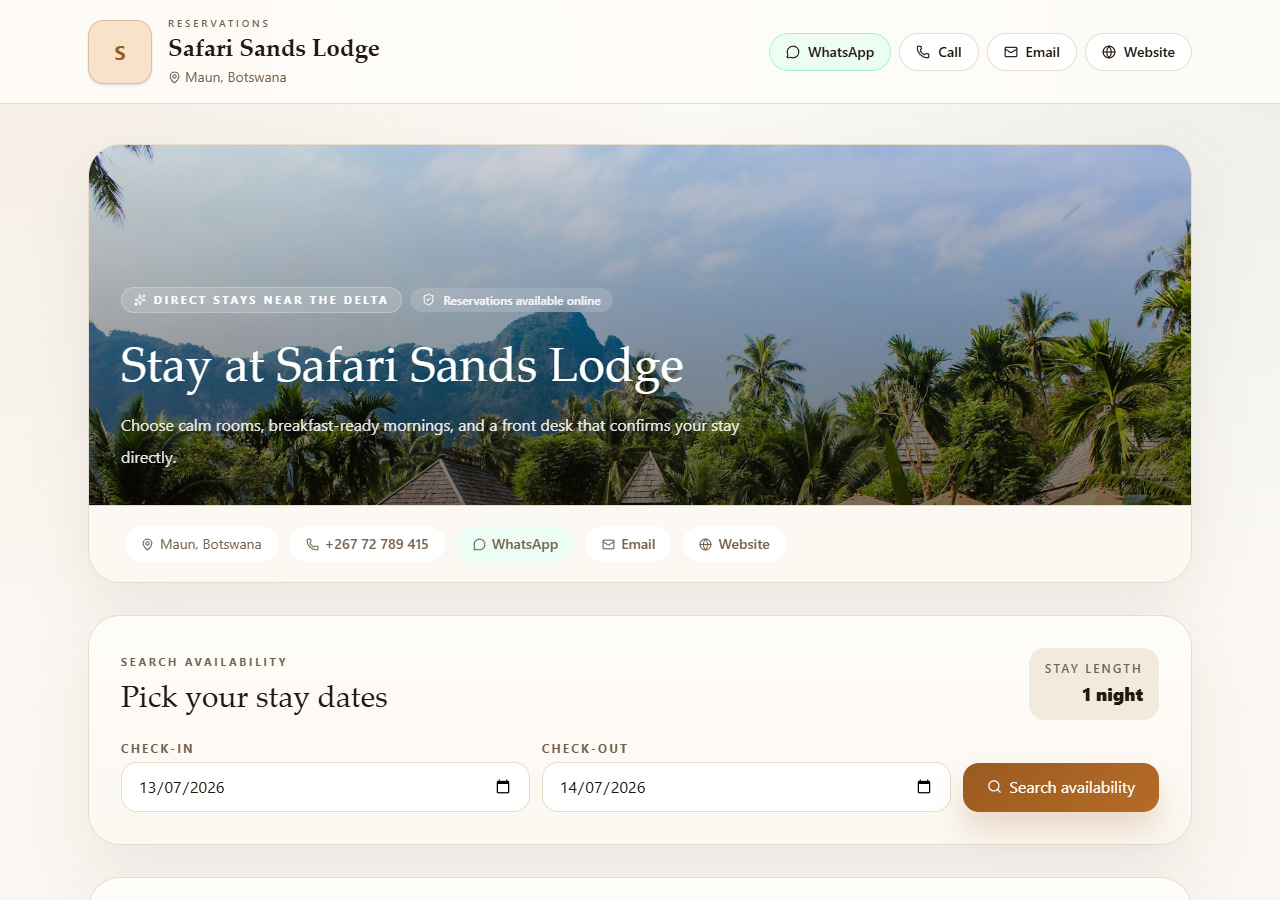 RESERVATIONS
S
Safari Sands Lodge
Maun, Botswana
WhatsApp
Call
Email
Website
DIRECT STAYS NEAR THE DELTA
Reservations available online
Stay at Safari Sands Lodge
Choose calm rooms, breakfast-ready mornings, and a front desk that confirms your stay
directly.
Maun, Botswana
+267 72 789 415
WhatsApp
Email
Website
SEARCH AVAILABILITY
Pick your stay dates
STAY LENGTH
1 night
CHECK-IN
CHECK-OUT
13/07/2026
14/07/2026
Search availability